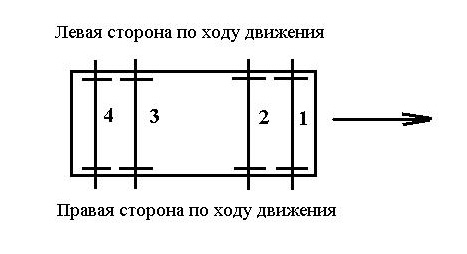 Левая сторона по ходу движения
4 3 2 1
Правая сторона по ходу движения